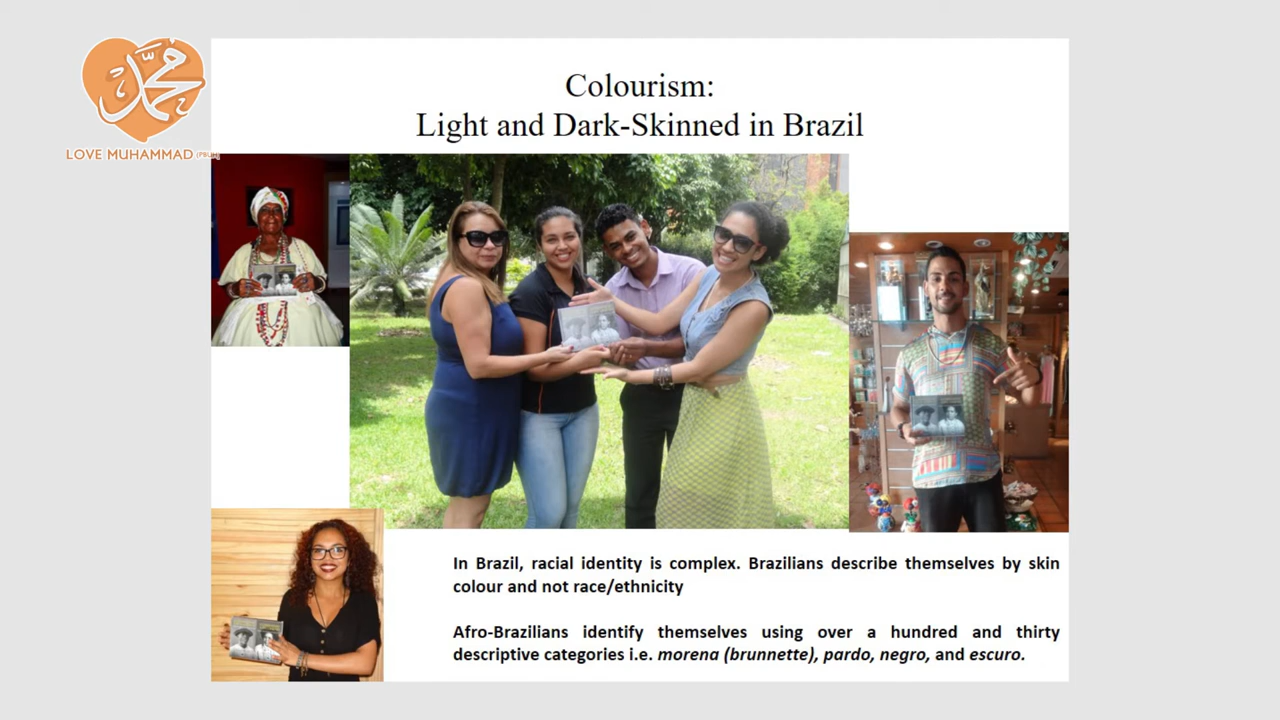 محمد
LOVE MUHAMMAD (PBUH)
Colourism:
Light and Dark-Skinned in Brazil
In Brazil, racial identity is complex. Brazilians describe themselves by skin
colour and not race/ethnicity
Afro-Brazilians identify themselves using over a hundred and thirty
descriptive categories i.e. morena (brunnette), pardo, negro, and escuro.